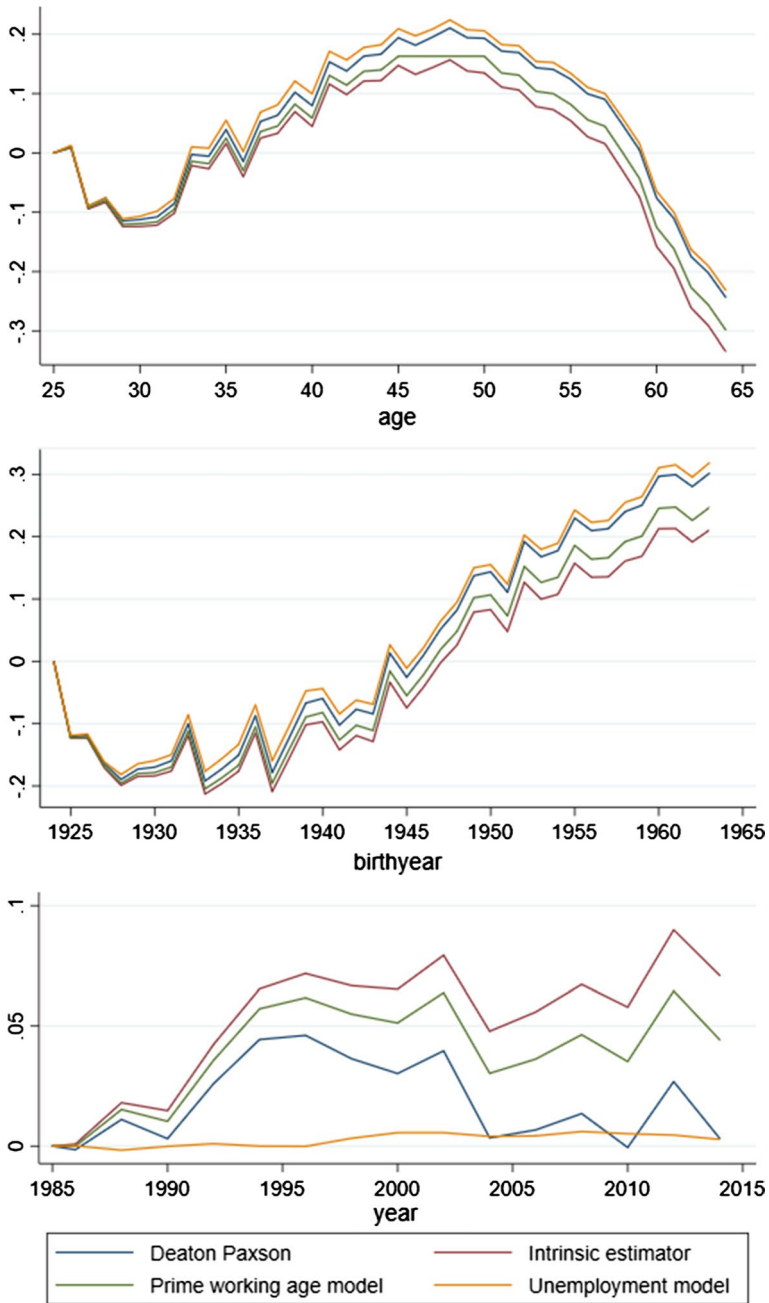 .2
.1
0
-.1
-.2
-.3
25 30 35 40 45 50 55 60 65
age
.3
.2
.1
0
-.1
-.2
1925 1930 1935 1940 1945 1950 1955 1960 1965
birthyear
.1
.05
0
1985 1990 1995 2000 2005 2010 2015
year
Deaton Paxson Intrinsic estimator
Prime working age model Unemployment model